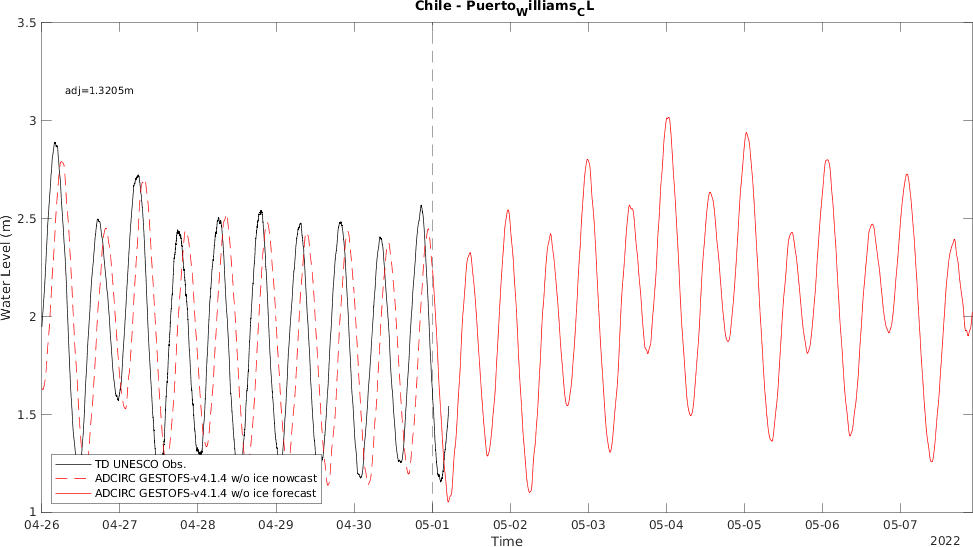 Chile - PuertoWilliamsCL
3.5
adj=1.3205m
3
2.5
Water Level (m)
2
1.5
TD UNESCO Obs.
ADCIRC GESTOFS-v4.1.4 w/o ice nowcast
ADCIRC GESTOFS-v4.1.4 w/o ice forecast
1
04-26 04-27 04-28 04-29 04-30 05-01 05-02 05-03 05-04 05-05 05-06 05-07
Time
2022